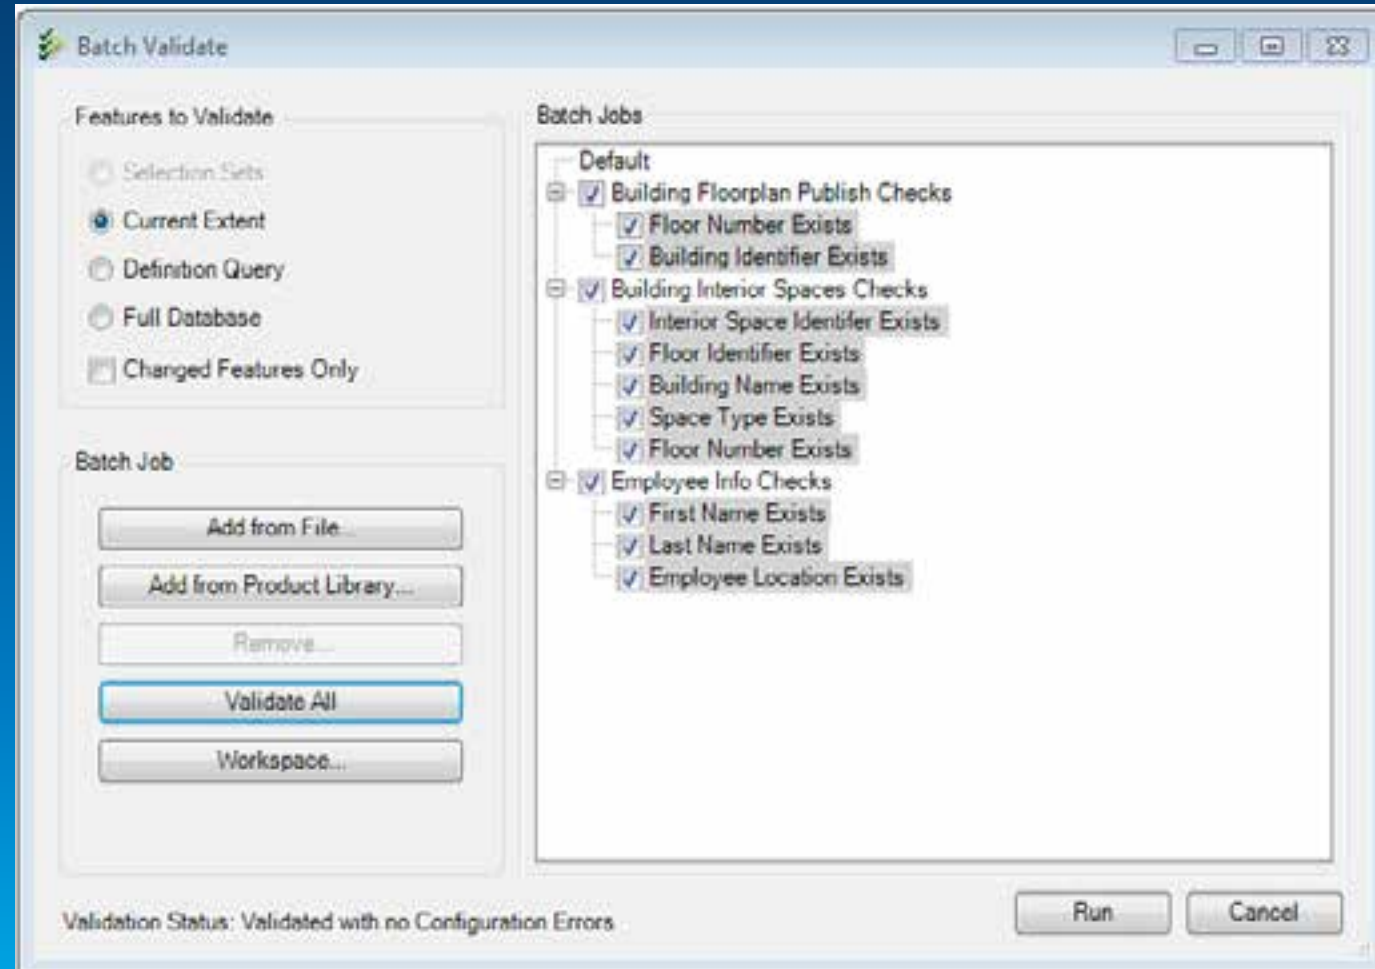 Batch Validate
Features to Validate
Selection Sets
Current Extent
Definition Query
Full Database
Changed Features Only
Batch Job
Add from File...
Add from Product Library...
Remove...
Validate All
Workspace...
Batch Jobs
Default
Building Floorplan Publish Checks
Floor Number Exists
Building Identifier Exists
Building Interior Spaces Checks
Interior Space Identifer Exists
Floor Identifier Exists
Building Name Exists
Space Type Exists
Floor Number Exists
Employee Info Checks
First Name Exists
Last Name Exists
Employee Location Exists
Validation Status: Validated with no Configuration Errors
Run
Cancel